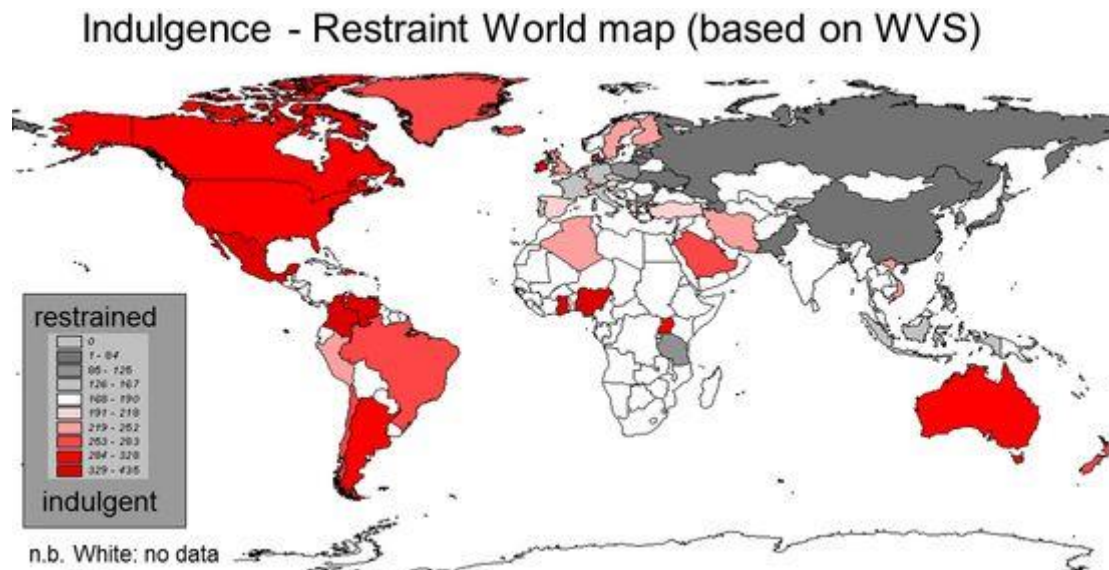 Indulgence - Restraint World map (based on WVS)
restrained
0
1 - 84
85 - 125
126 - 167
168 - 190
191 - 218
219 - 252
253 - 283
284 - 328
329 - 435
indulgent
n.b. White: no data